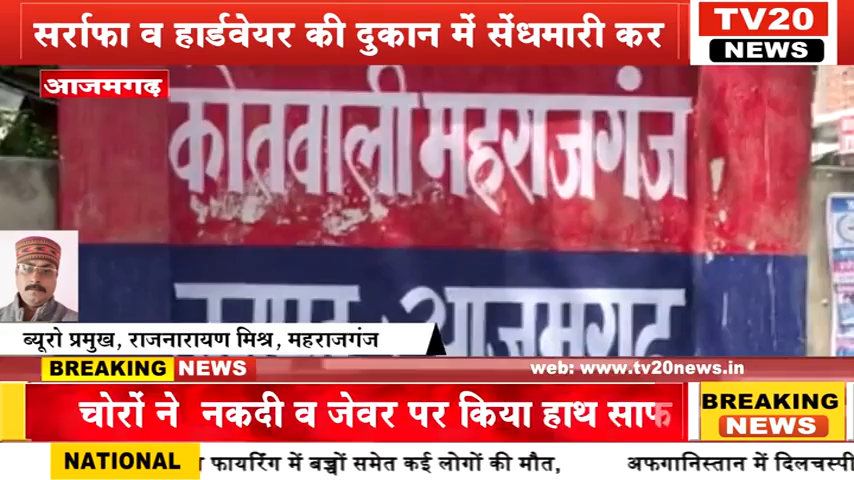 सर्राफा व हार्डवेयर की दुकान में सेंधमारी कर
TV20
NEWS
आजमगढ़
कोतवाली महराजगंज
आजमगढ़
ब्यूरो प्रमुख, राजनारायण मिश्र, महराजगंज
BREAKING NEWS
web: www.tv20news.in
चोरों ने नकदी व जेवर पर किया हाथ साफ
BREAKING
NEWS
NATIONAL
फायरिंग में बच्चों समेत कई लोगों की मौत, अफगानिस्तान में दिलचस्पी